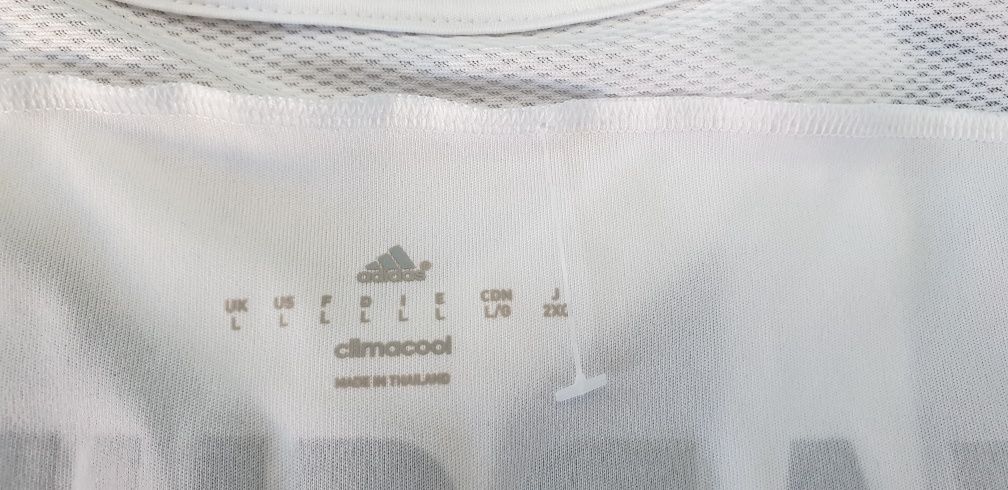 adidas®
UK US F D I E CDN J
L L L L L L L/G 2XL
climacool
MADE IN THAILAND